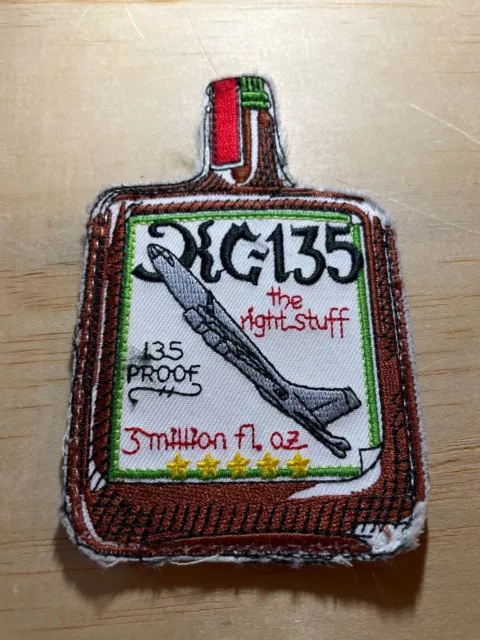 KC-135
the
right stuff
135
PROOF
3 million fl. oz